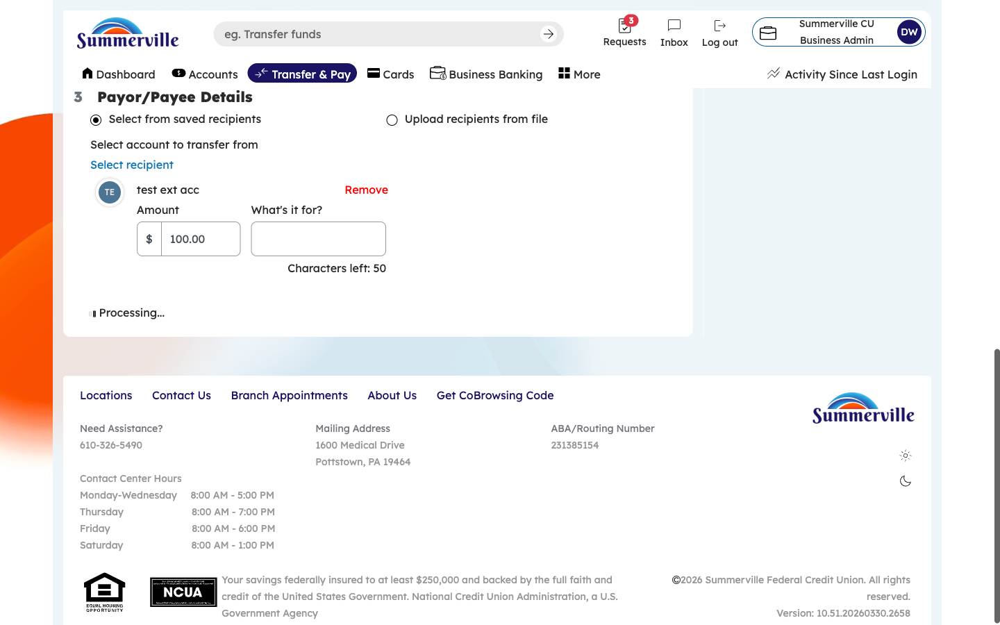 Summerville
eg. Transfer funds
3
Requests
Inbox
Log out
Summerville CU
Business Admin
DW
Dashboard
$
Accounts
Transfer & Pay
Cards
Business Banking
More
Activity Since Last Login
3 Payor/Payee Details
Select from saved recipients
Upload recipients from file
Select account to transfer from
Select recipient
TE
test ext acc
Remove
Amount
What's it for?
$ 100.00
Characters left: 50
Processing...
Locations
Contact Us
Branch Appointments
About Us
Get CoBrowsing Code
Summerville
Need Assistance?
610-326-5490
Mailing Address
1600 Medical Drive
Pottstown, PA 19464
ABA/Routing Number
231385154
Contact Center Hours
Monday-Wednesday 8:00 AM - 5:00 PM
Thursday 8:00 AM - 7:00 PM
Friday 8:00 AM - 6:00 PM
Saturday 8:00 AM - 1:00 PM
EQUAL HOUSING
OPPORTUNITY
NCUA
Your savings federally insured to at least $250,000 and backed by the full faith and
credit of the United States Government. National Credit Union Administration, a U.S.
Government Agency
©2026 Summerville Federal Credit Union. All rights
reserved.
Version: 10.51.20260330.2658